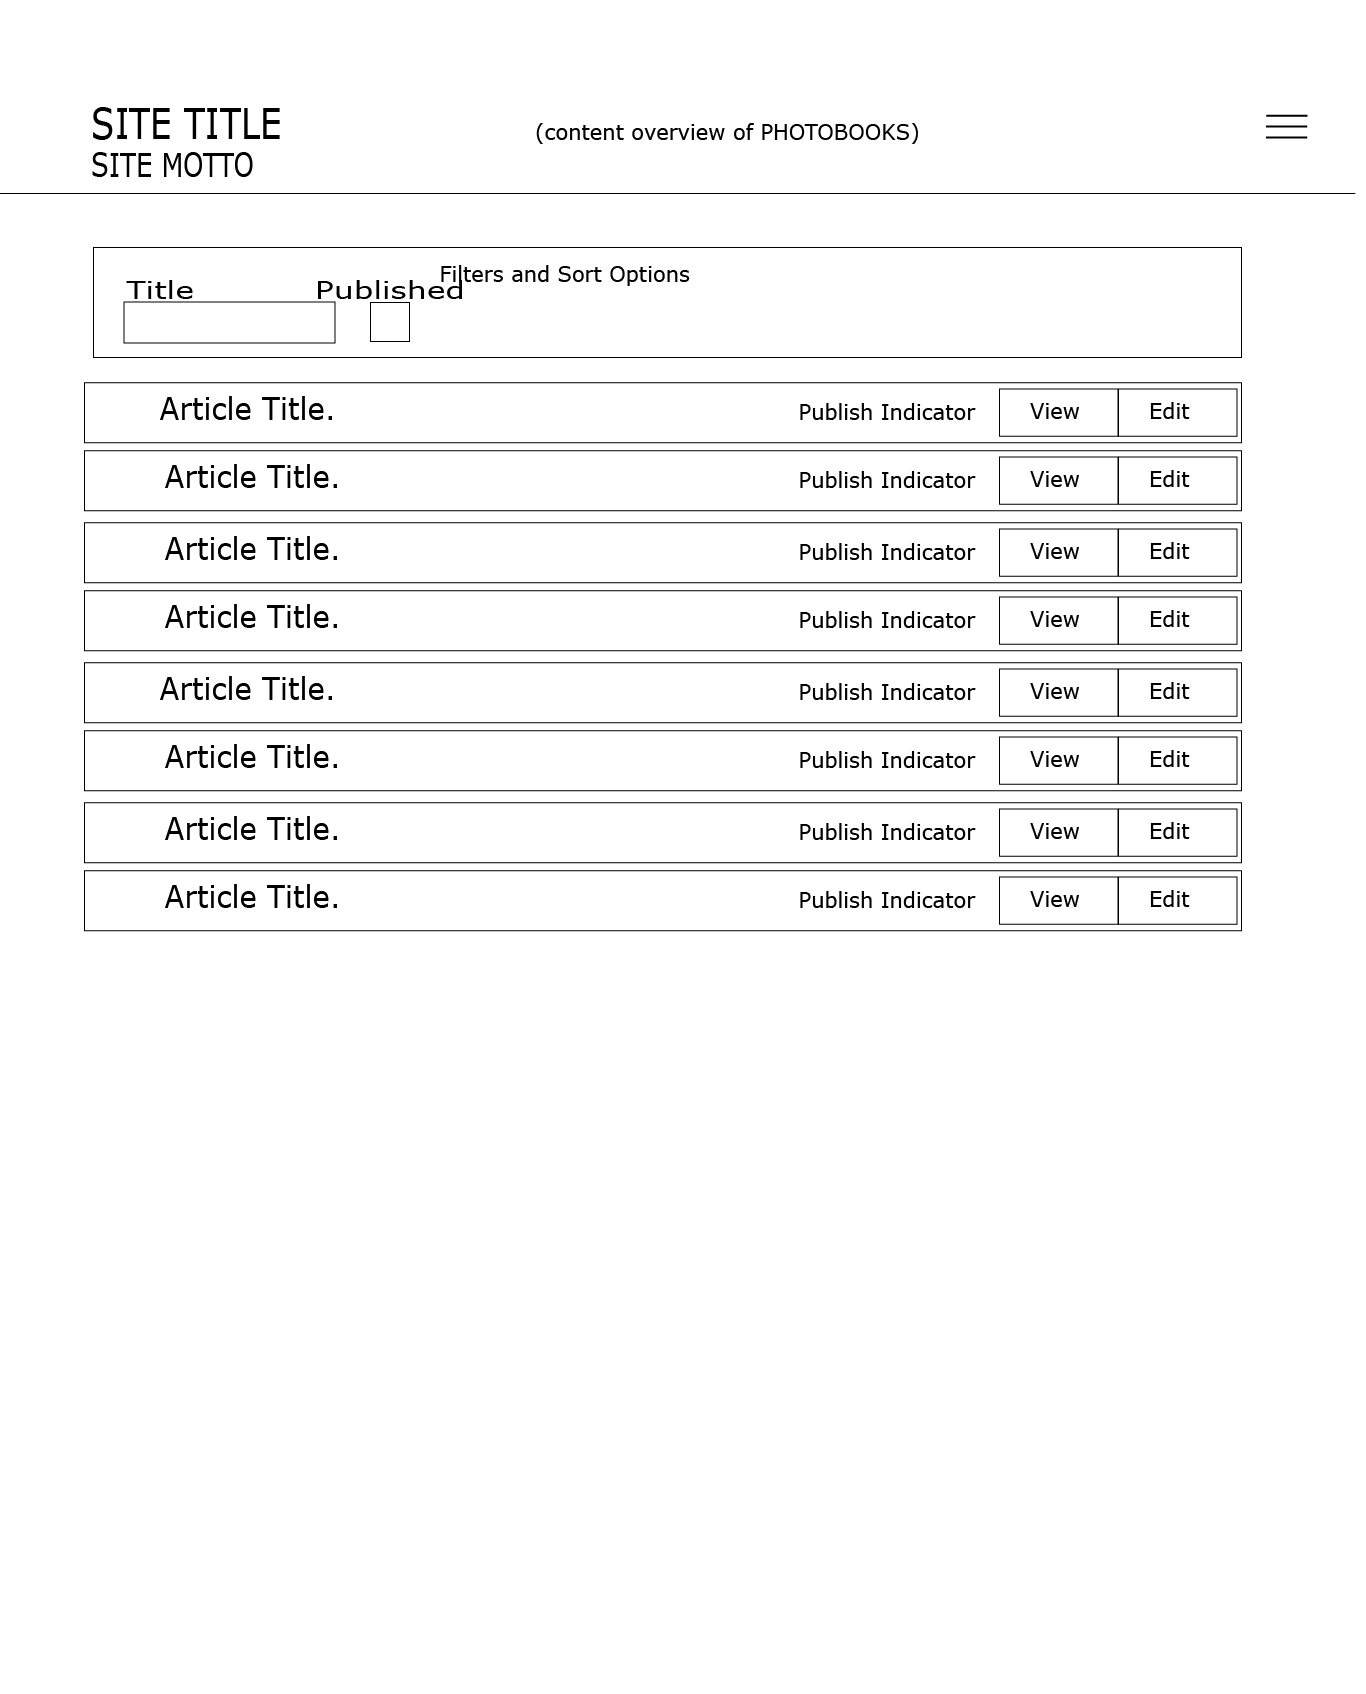 SITE TITLE
SITE MOTTO
(content overview of PHOTOBOOKS)
Filters and Sort Options
Title Published
Article Title. Publish Indicator View Edit
Article Title. Publish Indicator View Edit
Article Title. Publish Indicator View Edit
Article Title. Publish Indicator View Edit
Article Title. Publish Indicator View Edit
Article Title. Publish Indicator View Edit
Article Title. Publish Indicator View Edit
Article Title. Publish Indicator View Edit